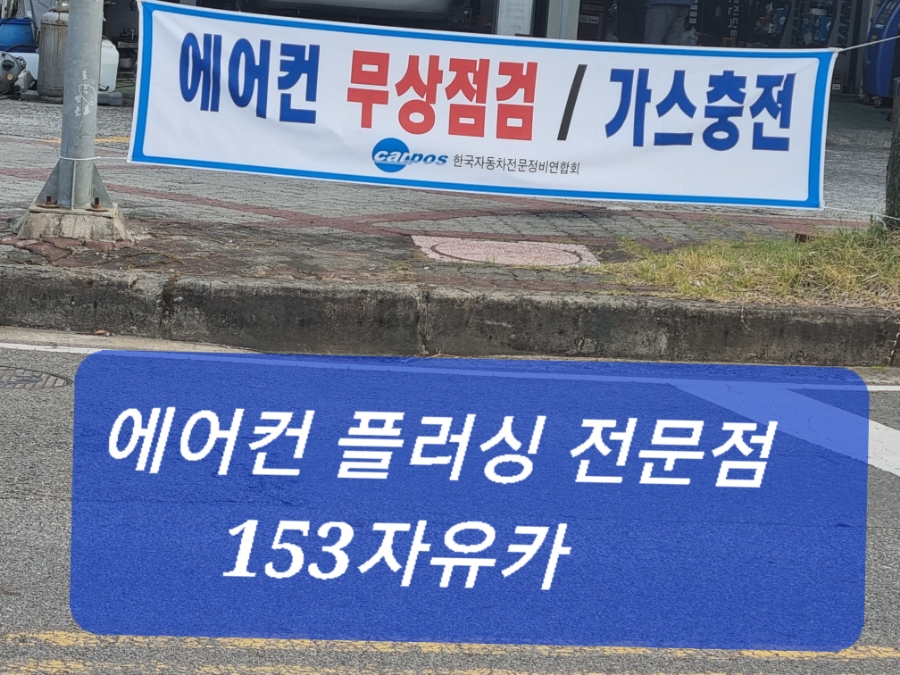 에어컨 무상점검 / 가스충전
carpos 한국자동차전문정비연합회
에어컨 플러싱 전문점
153자유카